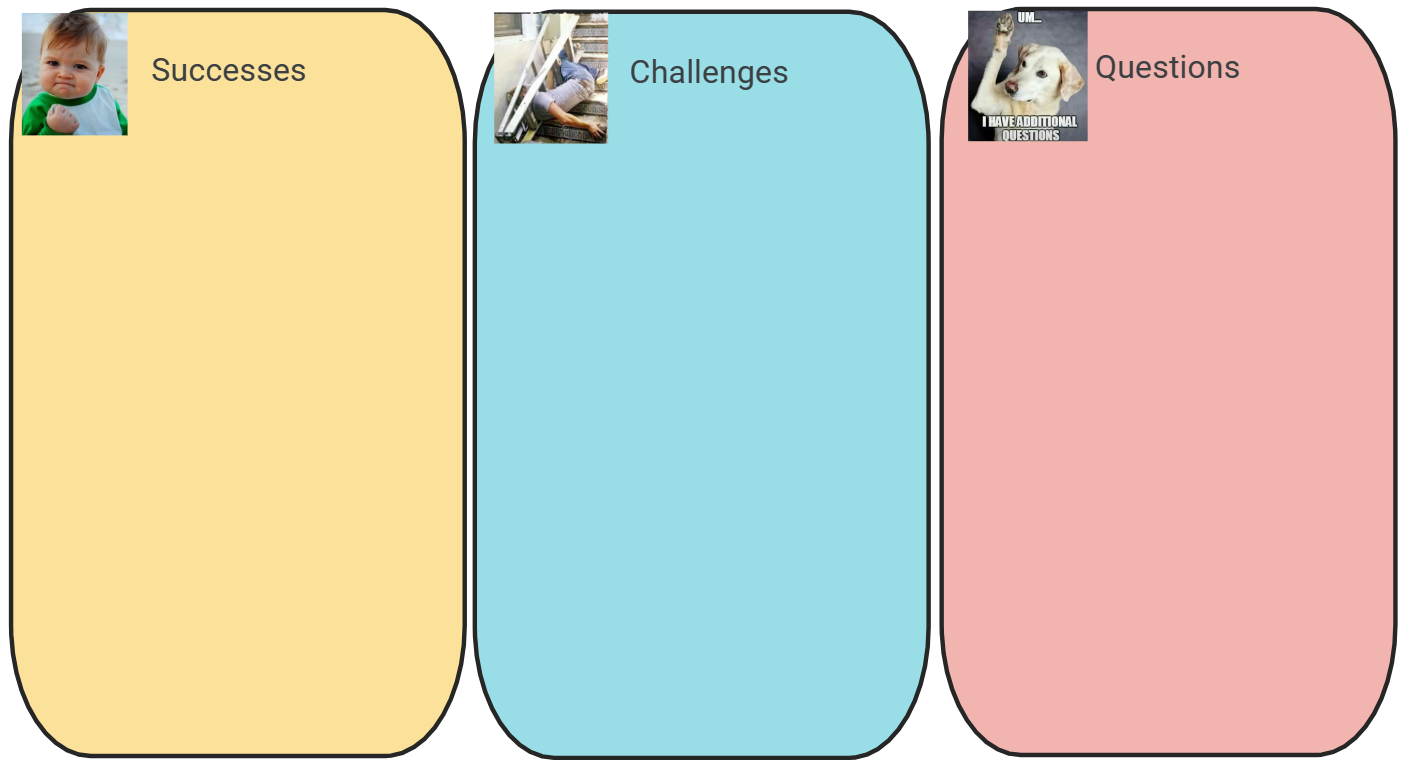 Successes
Challenges
Questions
UM...
I HAVE ADDITIONAL
QUESTIONS